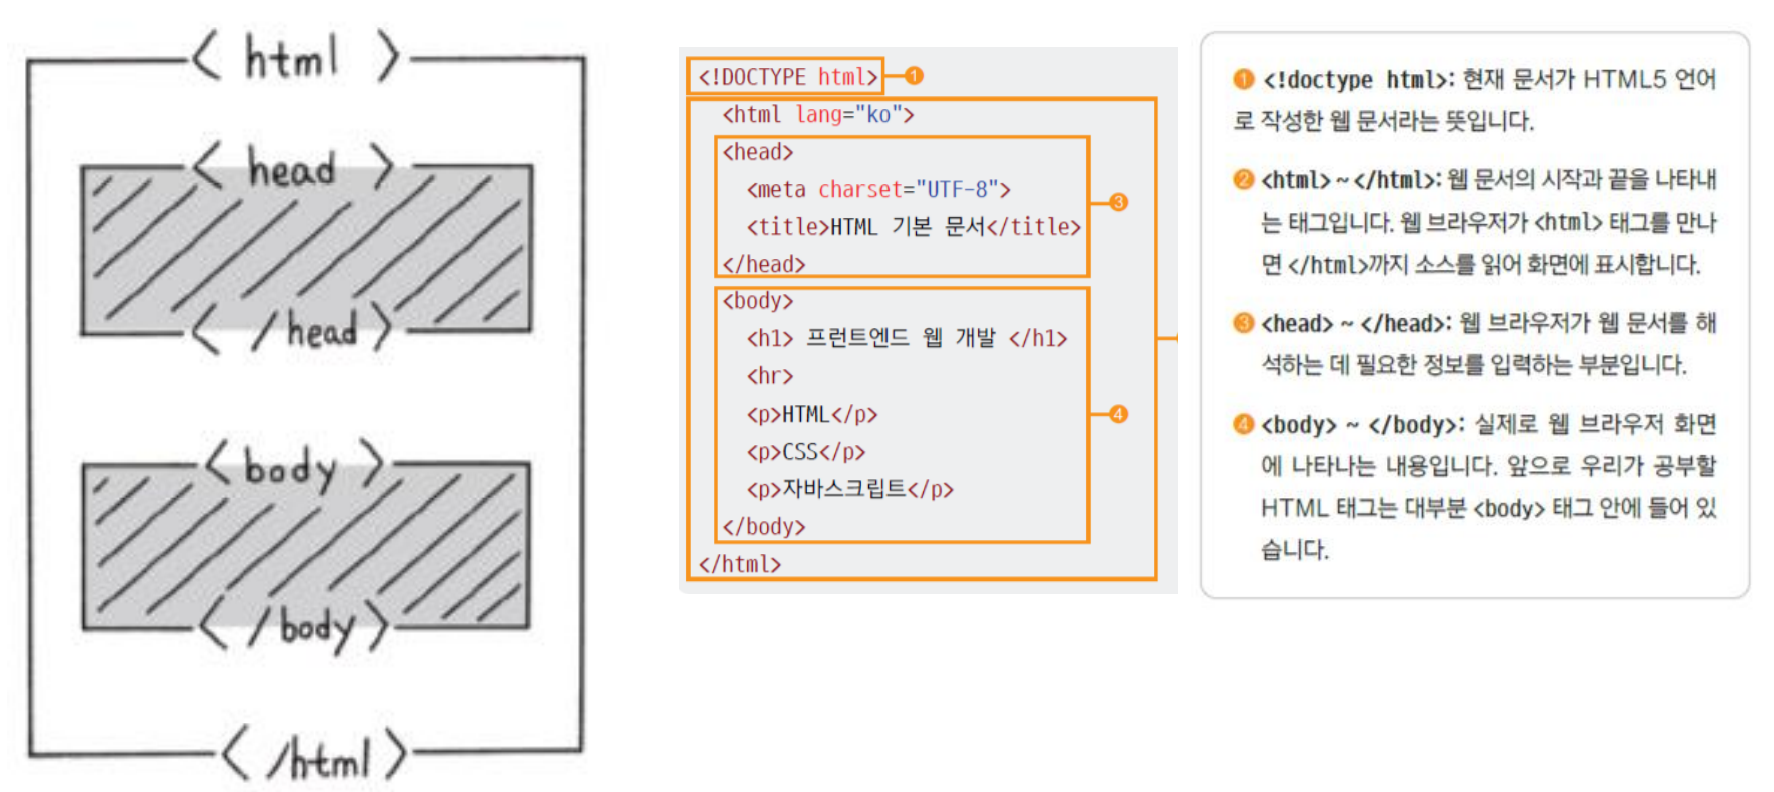 < html >
< head >
< /head >
< body >
< /body >
< /html >
<!DOCTYPE html> ①
<html lang="ko">
<head>
<meta charset="UTF-8">
<title>HTML 기본 문서</title>
</head>
③
<body>
<h1> 프런트엔드 웹 개발 </h1>
<hr>
<p>HTML</p>
<p>CSS</p>
<p>자바스크립트</p>
</body>
④
</html>
① <!doctype html>: 현재 문서가 HTML5 언어
로 작성한 웹 문서라는 뜻입니다.
② <html> ~ </html>: 웹 문서의 시작과 끝을 나타내
는 태그입니다. 웹 브라우저가 <html> 태그를 만나
면 </html>까지 소스를 읽어 화면에 표시합니다.
③ <head> ~ </head>: 웹 브라우저가 웹 문서를 해
석하는 데 필요한 정보를 입력하는 부분입니다.
④ <body> ~ </body>: 실제로 웹 브라우저 화면
에 나타나는 내용입니다. 앞으로 우리가 공부할
HTML 태그는 대부분 <body> 태그 안에 들어 있
습니다.